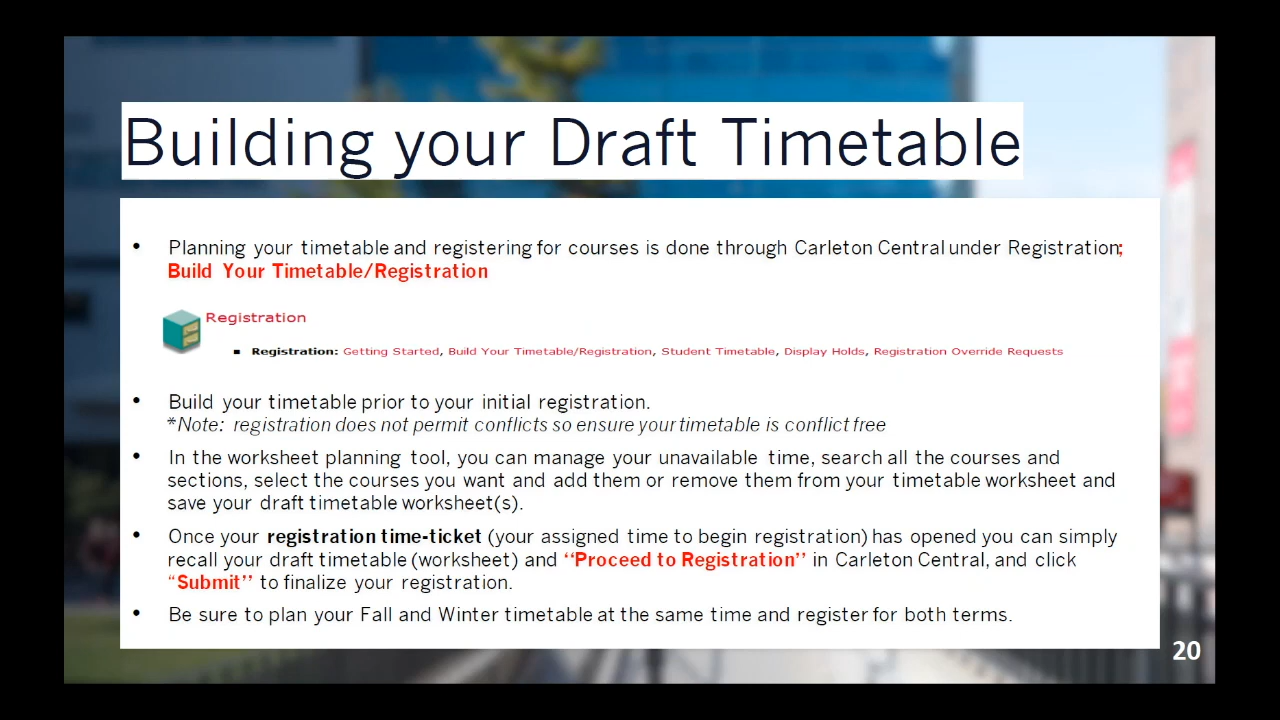 Building your Draft Timetable
• Planning your timetable and registering for courses is done through Carleton Central under Registration;
Build Your Timetable/Registration
Registration
▪ Registration: Getting Started, Build Your Timetable/Registration, Student Timetable, Display Holds, Registration Override Requests
• Build your timetable prior to your initial registration.
*Note: registration does not permit conflicts so ensure your timetable is conflict free
• In the worksheet planning tool, you can manage your unavailable time, search all the courses and
sections, select the courses you want and add them or remove them from your timetable worksheet and
save your draft timetable worksheet(s).
• Once your registration time-ticket (your assigned time to begin registration) has opened you can simply
recall your draft timetable (worksheet) and “Proceed to Registration” in Carleton Central, and click
“Submit” to finalize your registration.
• Be sure to plan your Fall and Winter timetable at the same time and register for both terms.
20